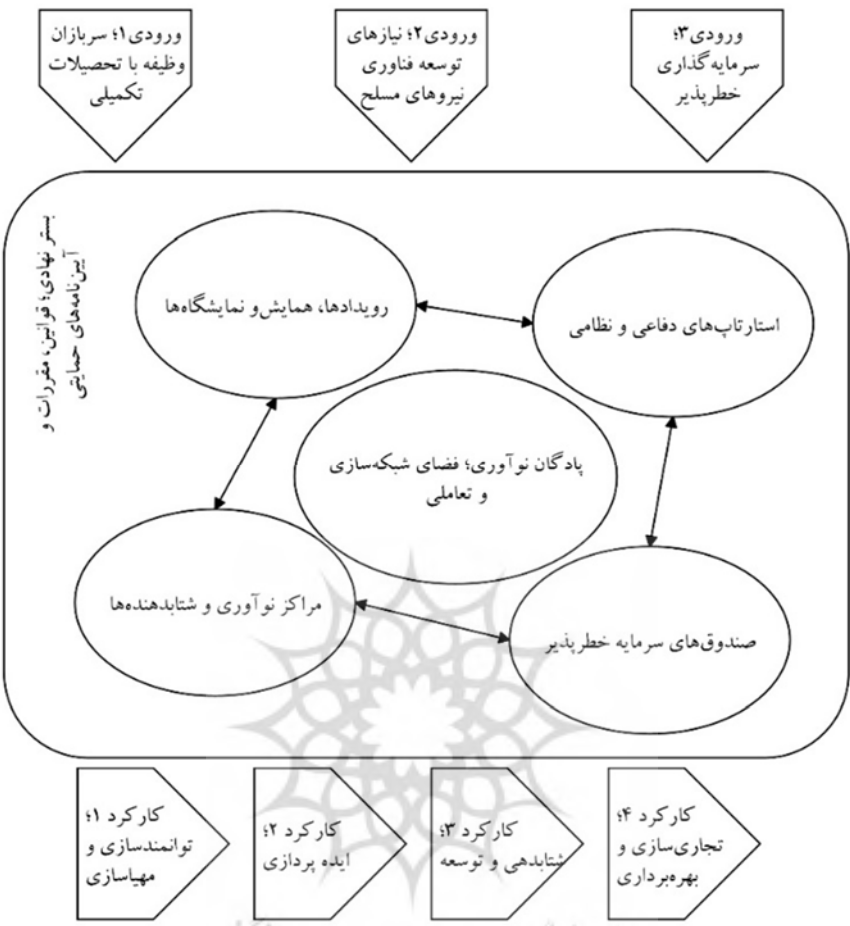 ورودی۱؛ سربازان
وظیفه با تحصیلات
تکمیلی
ورودی۲؛ نیازهای
توسعه فناوری
نیروهای مسلح
ورودی۳؛
سرمایه‌گذاری
خطرپذیر
بستر نهادی؛ قوانین، مقررات و
آیین‌نامه‌های حمایتی
رویدادها، همایش‌و نمایشگاه‌ها
استارتاپ‌های دفاعی و نظامی
پادگان نوآوری؛ فضای شبکه‌سازی
و تعاملی
مراکز نوآوری و شتابدهنده‌ها
صندوق‌های سرمایه خطرپذیر
کارکرد ۱؛
توانمندسازی و
مهیاسازی
کارکرد ۲؛
ایده پردازی
کارکرد ۳؛
شتابدهی و توسعه
کارکرد ۴؛
تجاری‌سازی و
بهره‌برداری